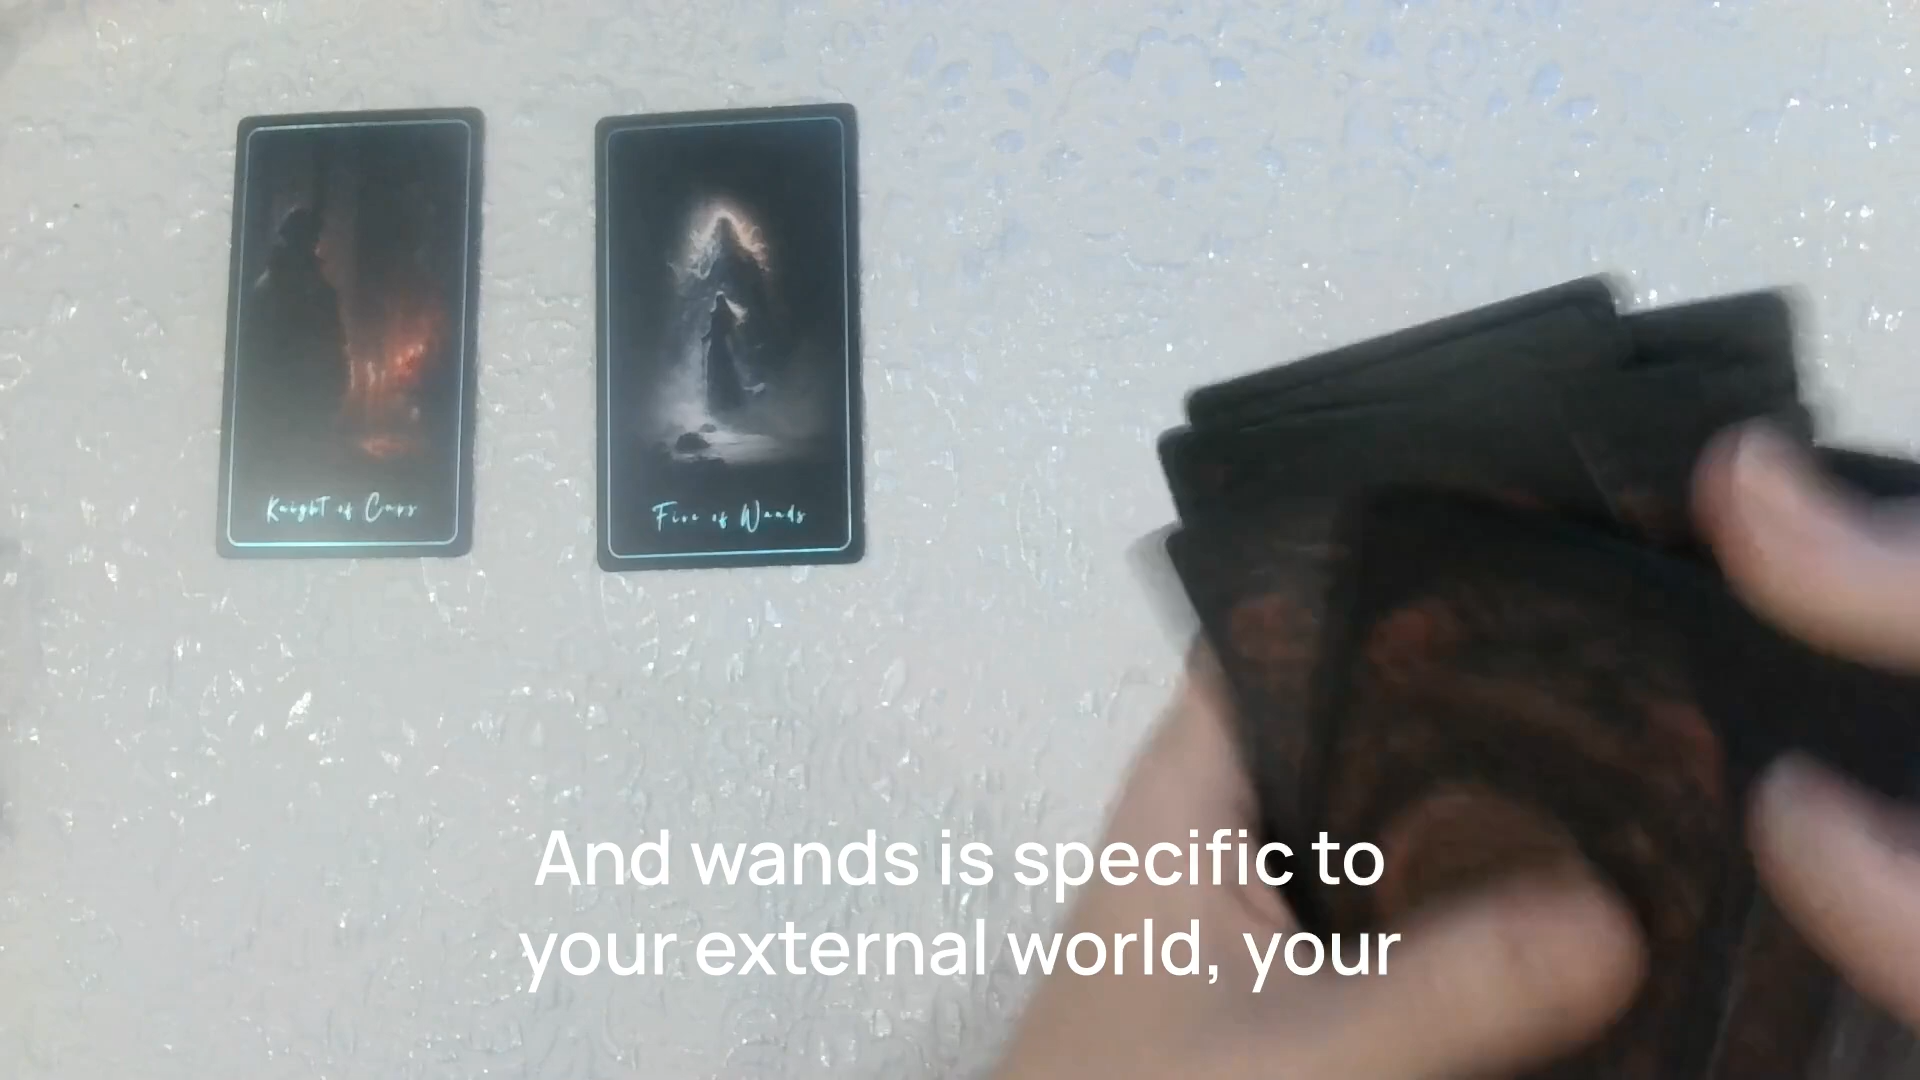 Knight of Cups
Five of Wands
And wands is specific to
your external world, your